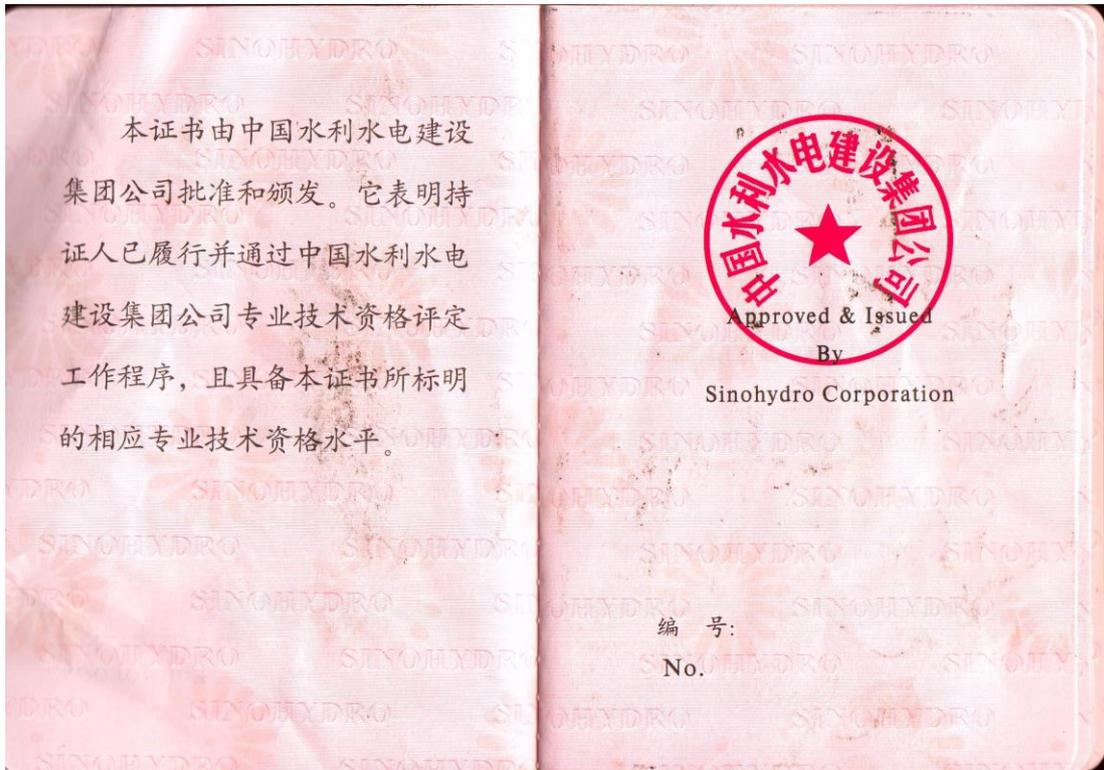 本证书由中国水利水电建设
集团公司批准和颁发。它表明持
证人已履行并通过中国水利水电
建设集团公司专业技术资格评定
工作程序，且具备本证书所标明
的相应专业技术资格水平。
中国水利水电建设集团公司
Approved & Issued
By
Sinohydro Corporation
编 号:
No.
SINOHYDRO